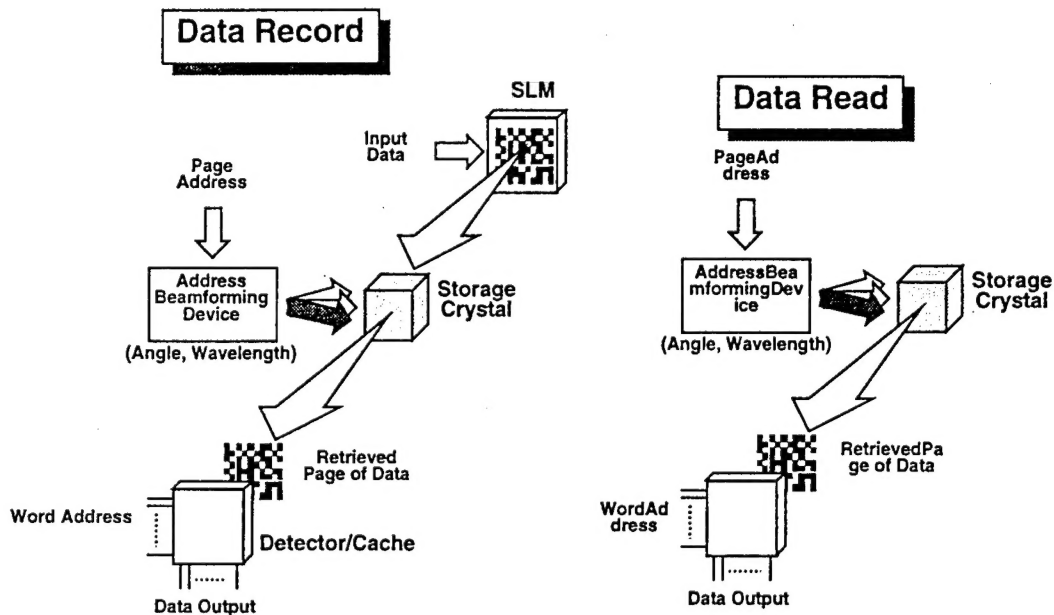 Data Record
SLM
Input
Data
Page
Address
Address
Beamforming
Device
(Angle, Wavelength)
Storage
Crystal
Retrieved
Page of Data
Word Address
Detector/Cache
Data Output
Data Read
PageAd
dress
AddressBea
mformingDev
ice
(Angle, Wavelength)
Storage
Crystal
RetrievedPa
ge of Data
WordAd
dress
Data Output